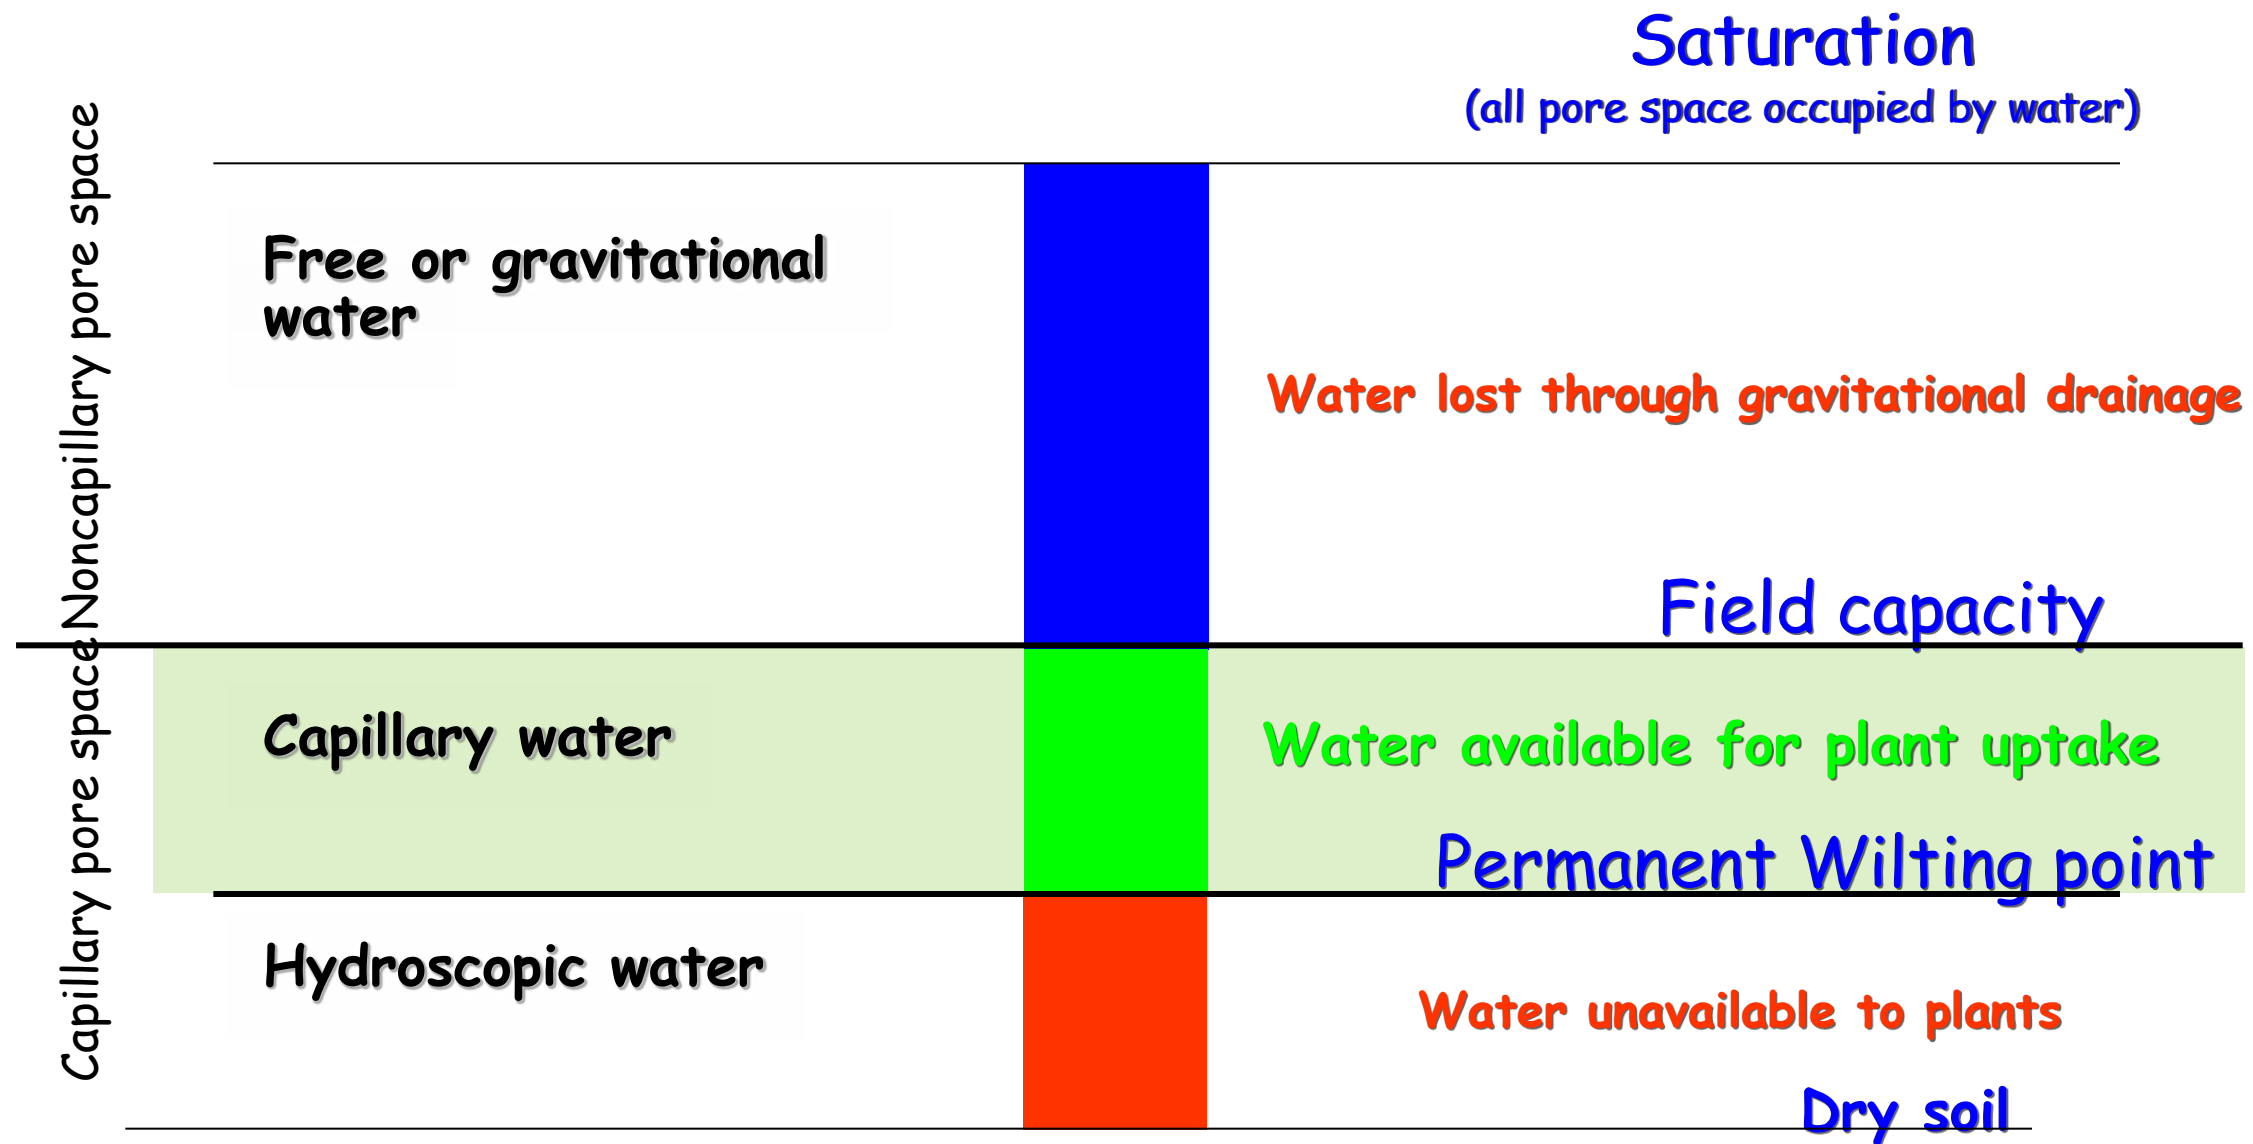 Saturation
(all pore space occupied by water)
Noncapillary pore space
Free or gravitational
water
Water lost through gravitational drainage
Field capacity
Capillary pore space
Capillary water
Water available for plant uptake
Permanent Wilting point
Hydroscopic water
Water unavailable to plants
Dry soil